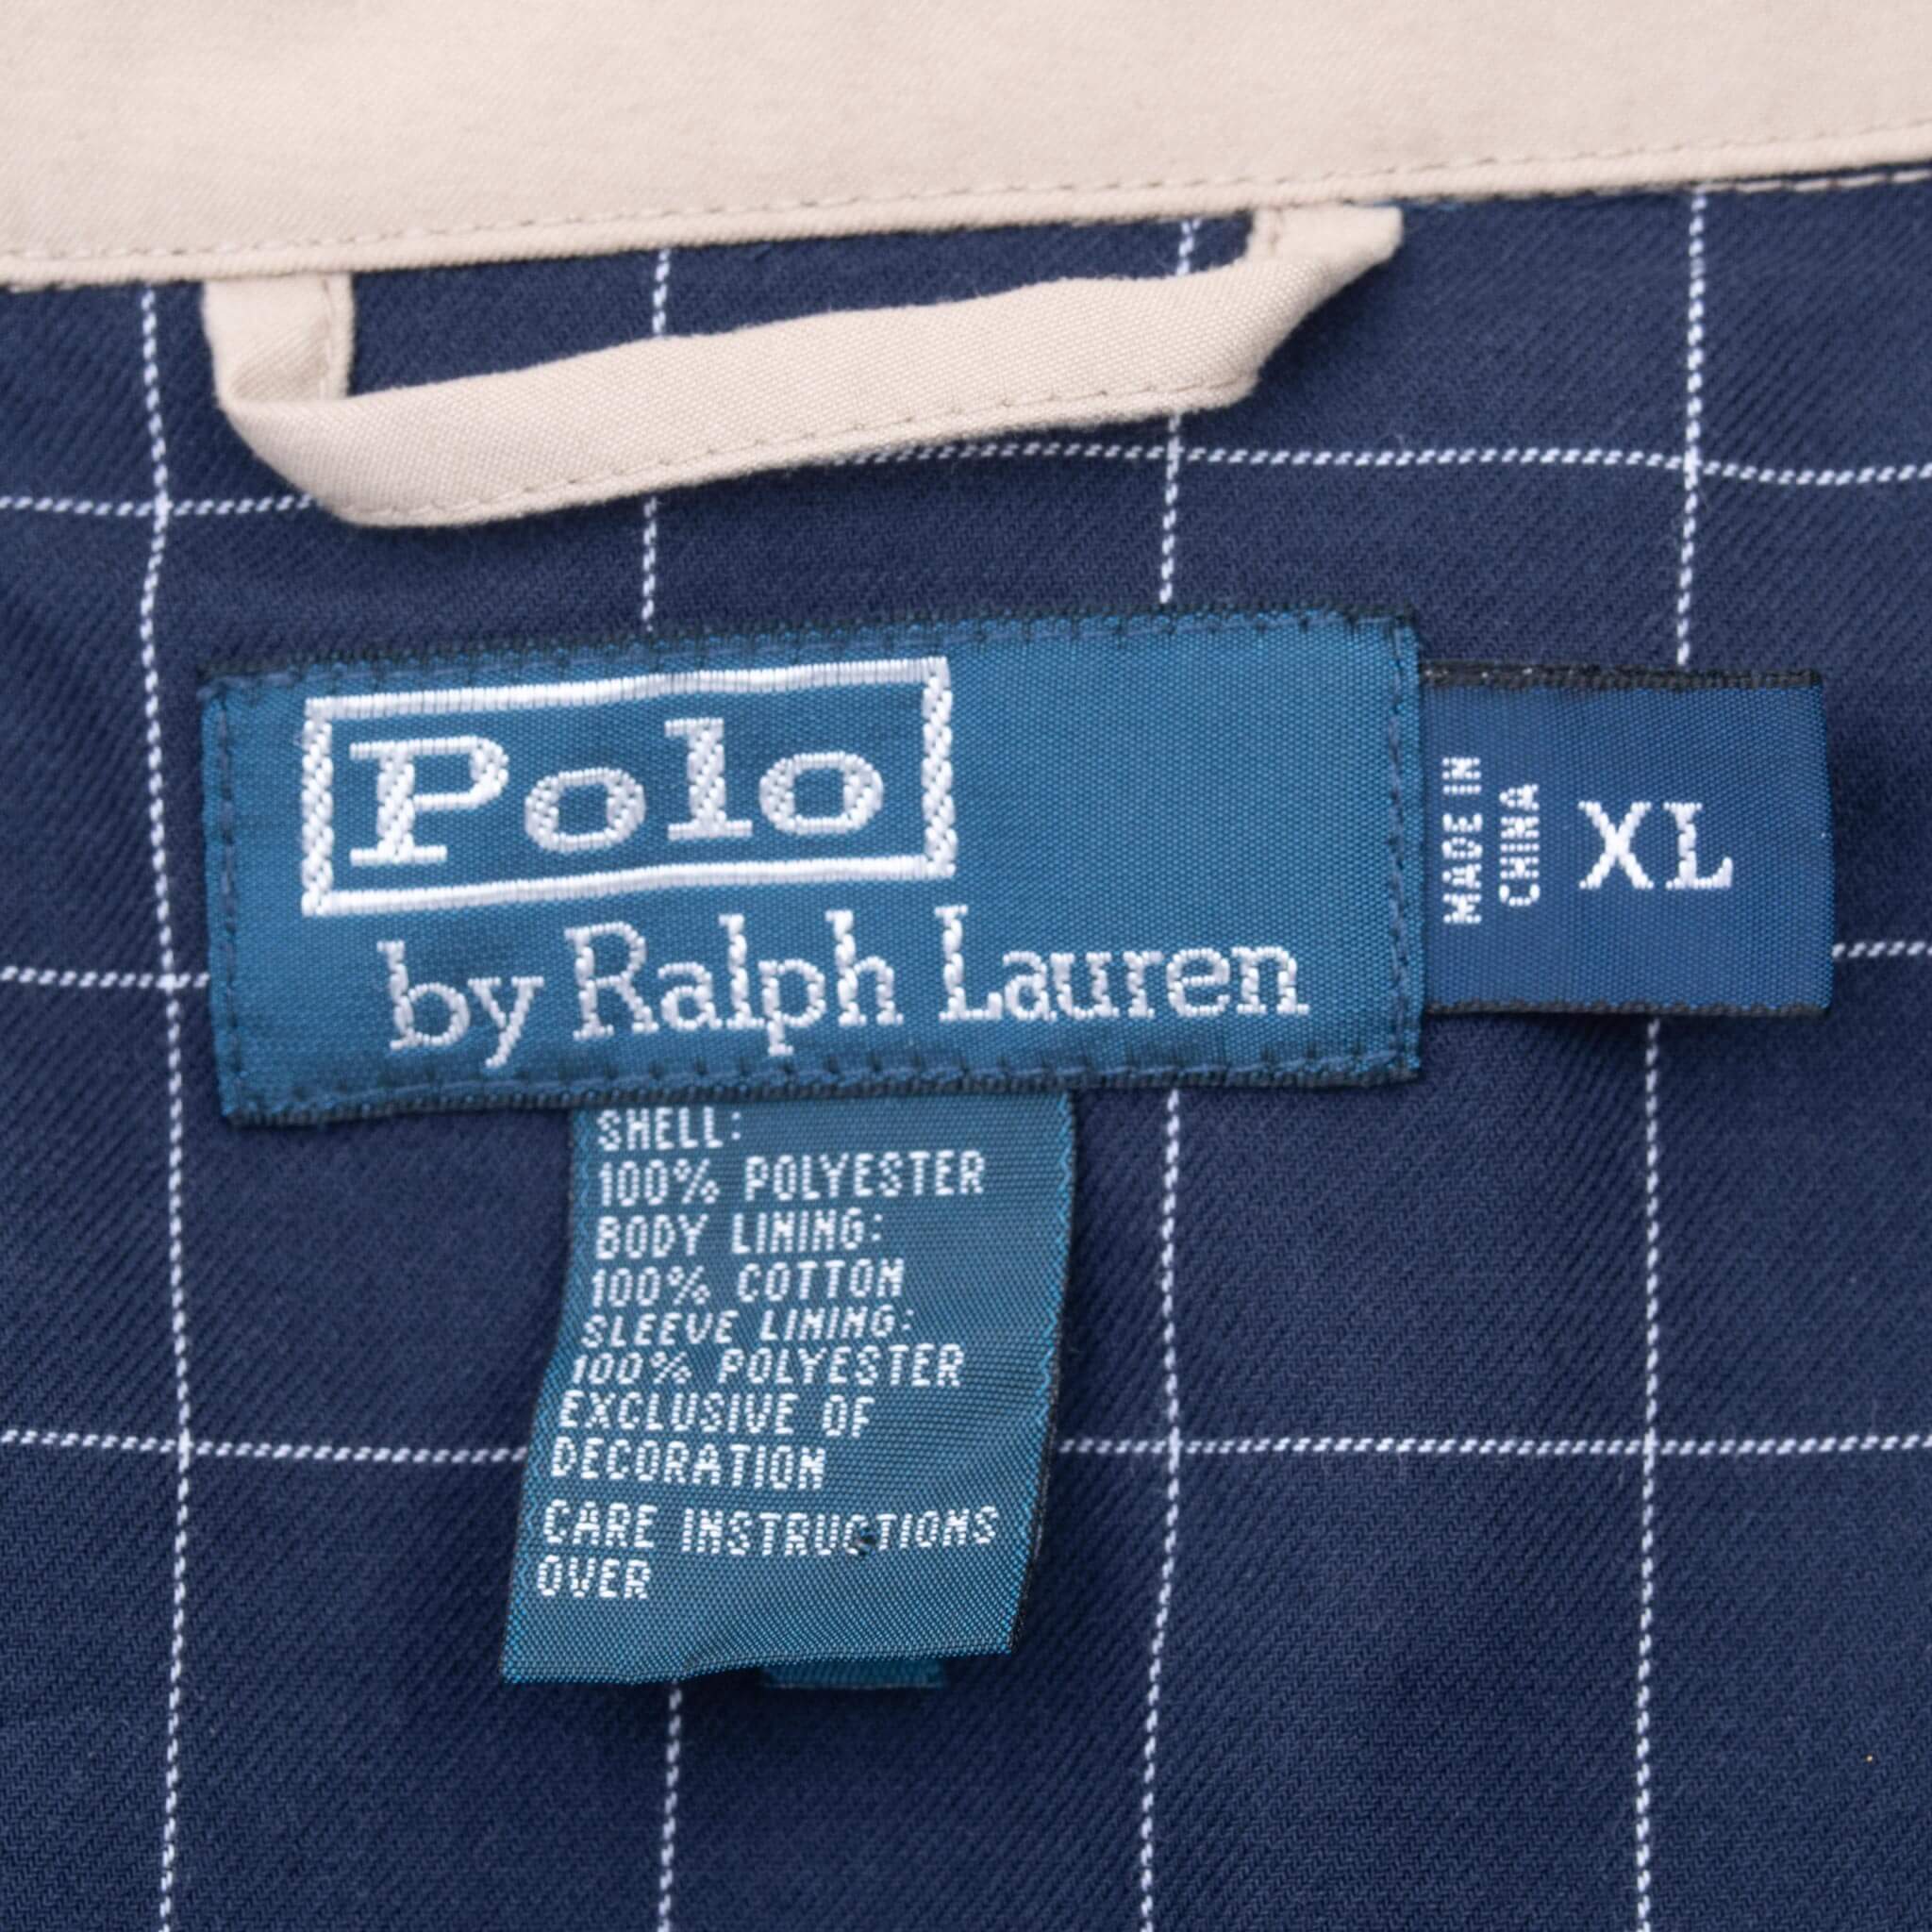 Polo
by Ralph Lauren
MADE IN
CHINA
XL
SHELL:
100% POLYESTER
BODY LINING:
100% COTTON
SLEEVE LINING:
100% POLYESTER
EXCLUSIVE OF
DECORATION
CARE INSTRUCTIONS
OVER